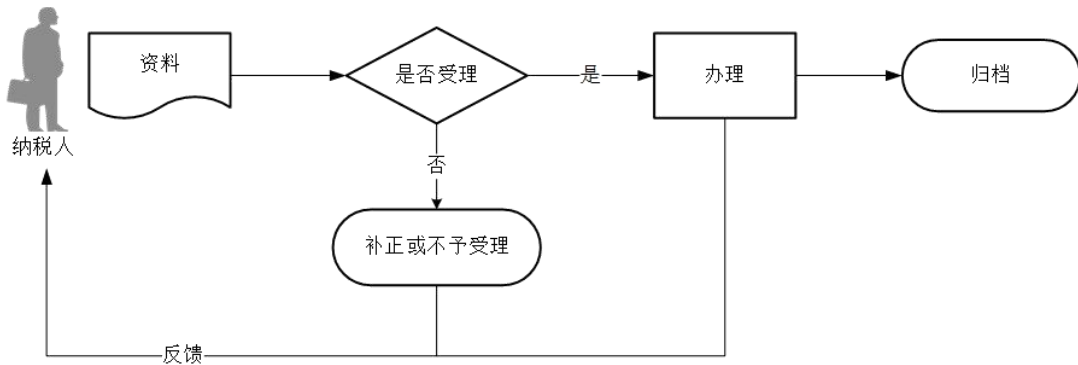 资料
是否受理
是
办理
归档
纳税人
否
补正或不予受理
反馈